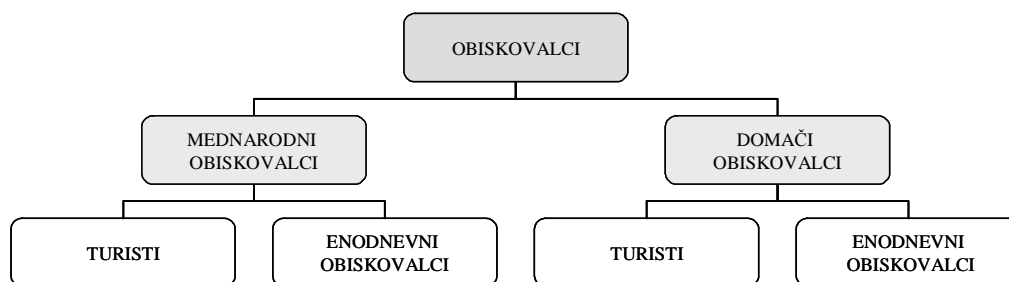 OBISKOVALCI
MEDNARODNI
OBISKOVALCI
DOMAČI
OBISKOVALCI
TURISTI
ENODNEVNI
OBISKOVALCI
TURISTI
ENODNEVNI
OBISKOVALCI